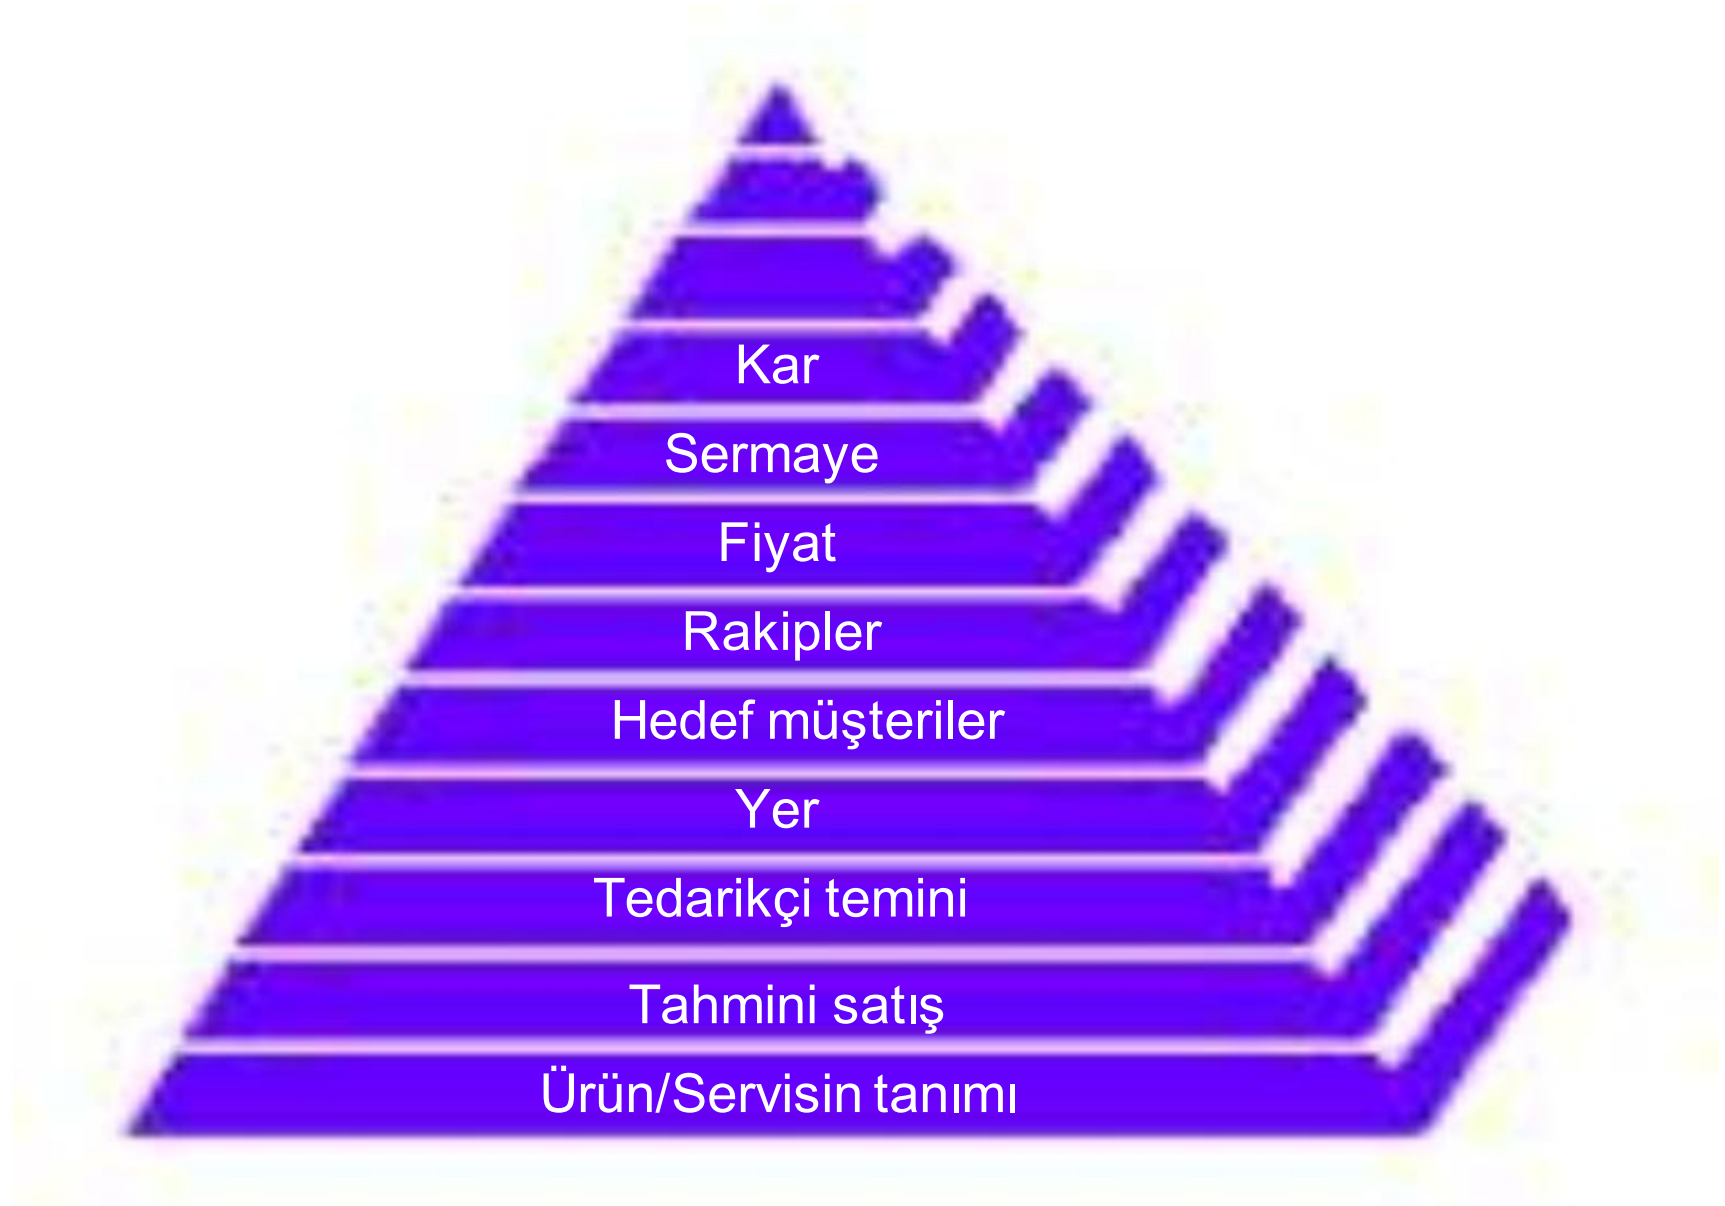 Kar
Sermaye
Fiyat
Rakipler
Hedef müşteriler
Yer
Tedarikçi temini
Tahmini satış
Ürün/Servisin tanımı